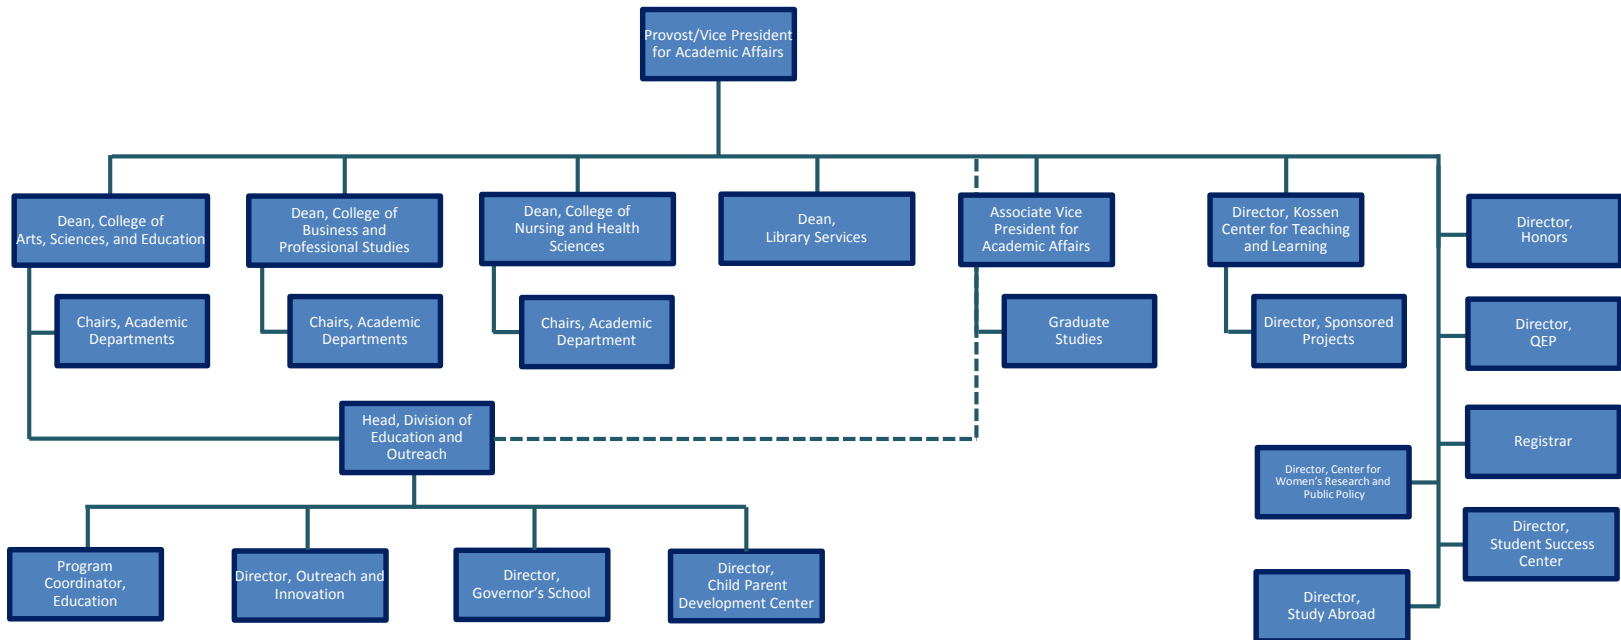 Provost/Vice President
for Academic Affairs
Dean, College of
Arts, Sciences, and Education
Dean, College of
Business and
Professional Studies
Dean, College of
Nursing and Health
Sciences
Dean,
Library Services
Associate Vice
President for
Academic Affairs
Director, Kossen
Center for Teaching
and Learning
Director,
Honors
Chairs, Academic
Departments
Chairs, Academic
Departments
Chairs, Academic
Department
Graduate
Studies
Director, Sponsored
Projects
Director,
QEP
Head, Division of
Education and
Outreach
Registrar
Director, Center for
Women's Research and
Public Policy
Director,
Student Success
Center
Program
Coordinator,
Education
Director, Outreach and
Innovation
Director,
Governor's School
Director,
Child Parent
Development Center
Director,
Study Abroad